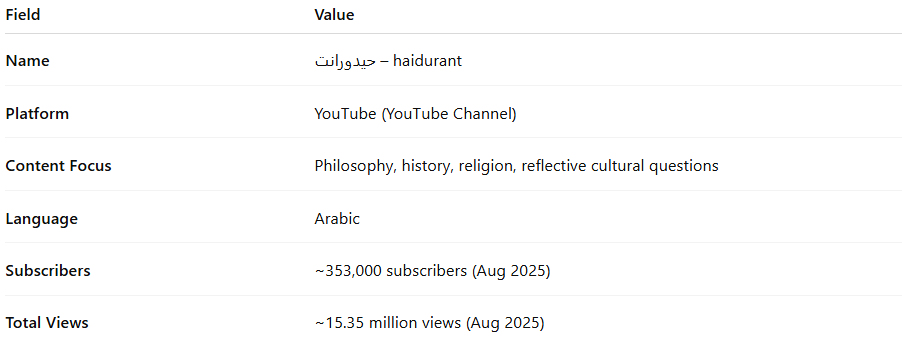 Field Value
Name حيدورانت – haidurant
Platform YouTube (YouTube Channel)
Content Focus Philosophy, history, religion, reflective cultural questions
Language Arabic
Subscribers ~353,000 subscribers (Aug 2025)
Total Views ~15.35 million views (Aug 2025)